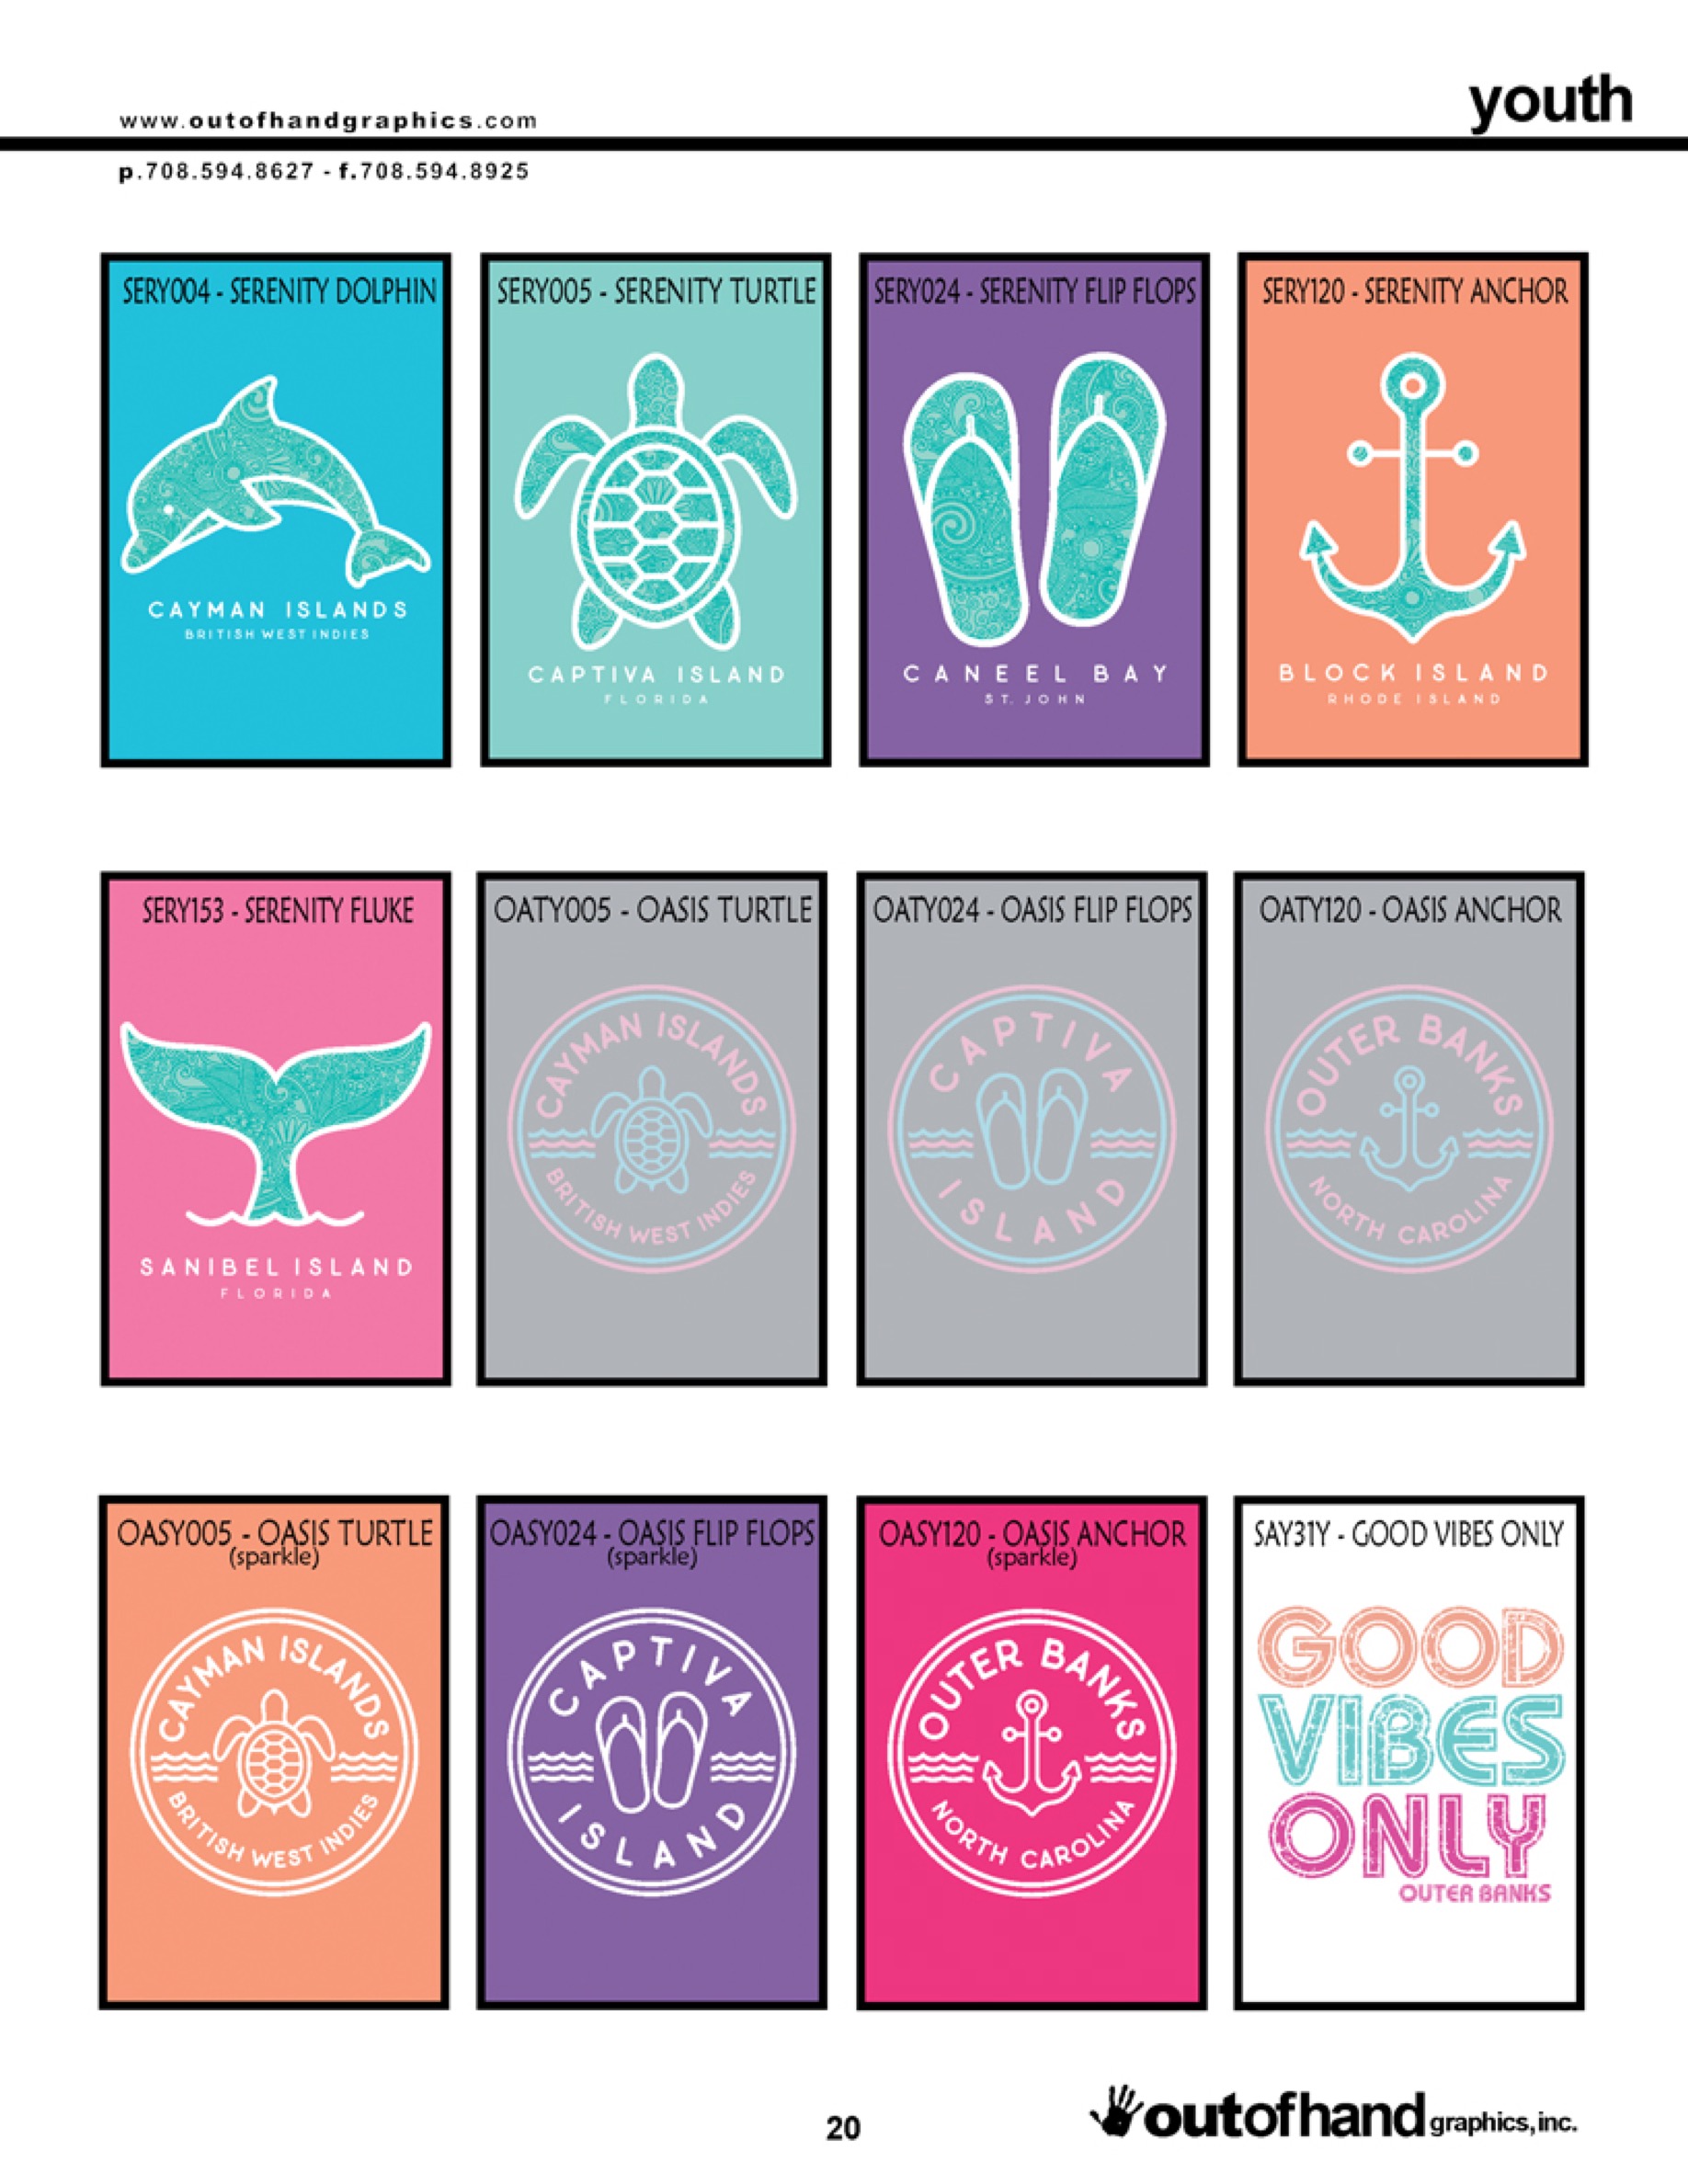 youth
www.outofhandgraphics.com
p.708.594.8627 - f.708.594.8925
SERY004 - SERENITY DOLPHIN
CAYMAN ISLANDS
BRITISH WEST INDIES
SERY005 - SERENITY TURTLE
CAPTIVA ISLAND
FLORIDA
SERY024 - SERENITY FLIP FLOPS
CANEEL BAY
ST. JOHN
SERY120 - SERENITY ANCHOR
BLOCK ISLAND
RHODE ISLAND
SERY153 - SERENITY FLUKE
SANIBEL ISLAND
FLORIDA
OATY005 - OASIS TURTLE
CAYMAN ISLANDS
BRITISH WEST INDIES
OATY024 - OASIS FLIP FLOPS
CAPTIVA
ISLAND
OATY120 - OASIS ANCHOR
OUTER BANKS
NORTH CAROLINA
OASY005 - OASIS TURTLE
(sparkle)
CAYMAN ISLANDS
BRITISH WEST INDIES
OASY024 - OASIS FLIP FLOPS
(sparkle)
CAPTIVA
ISLAND
OASY120 - OASIS ANCHOR
(sparkle)
OUTER BANKS
NORTH CAROLINA
SAY31Y - GOOD VIBES ONLY
GOOD
VIBES
ONLY
OUTER BANKS
20
outofhand graphics, inc.